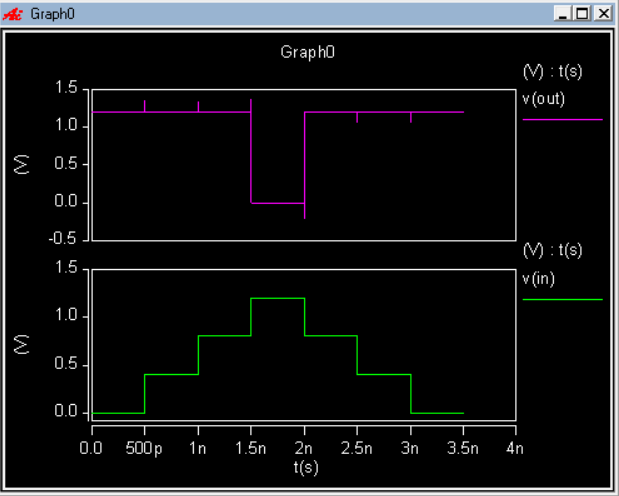 Graph0
Graph0
(V) : t(s)
v(out)
1.5
1.0
0.5
0.0
-0.5
(V)
(V) : t(s)
v(in)
1.5
1.0
0.5
0.0
(V)
0.0 500p 1n 1.5n 2n 2.5n 3n 3.5n 4n
t(s)